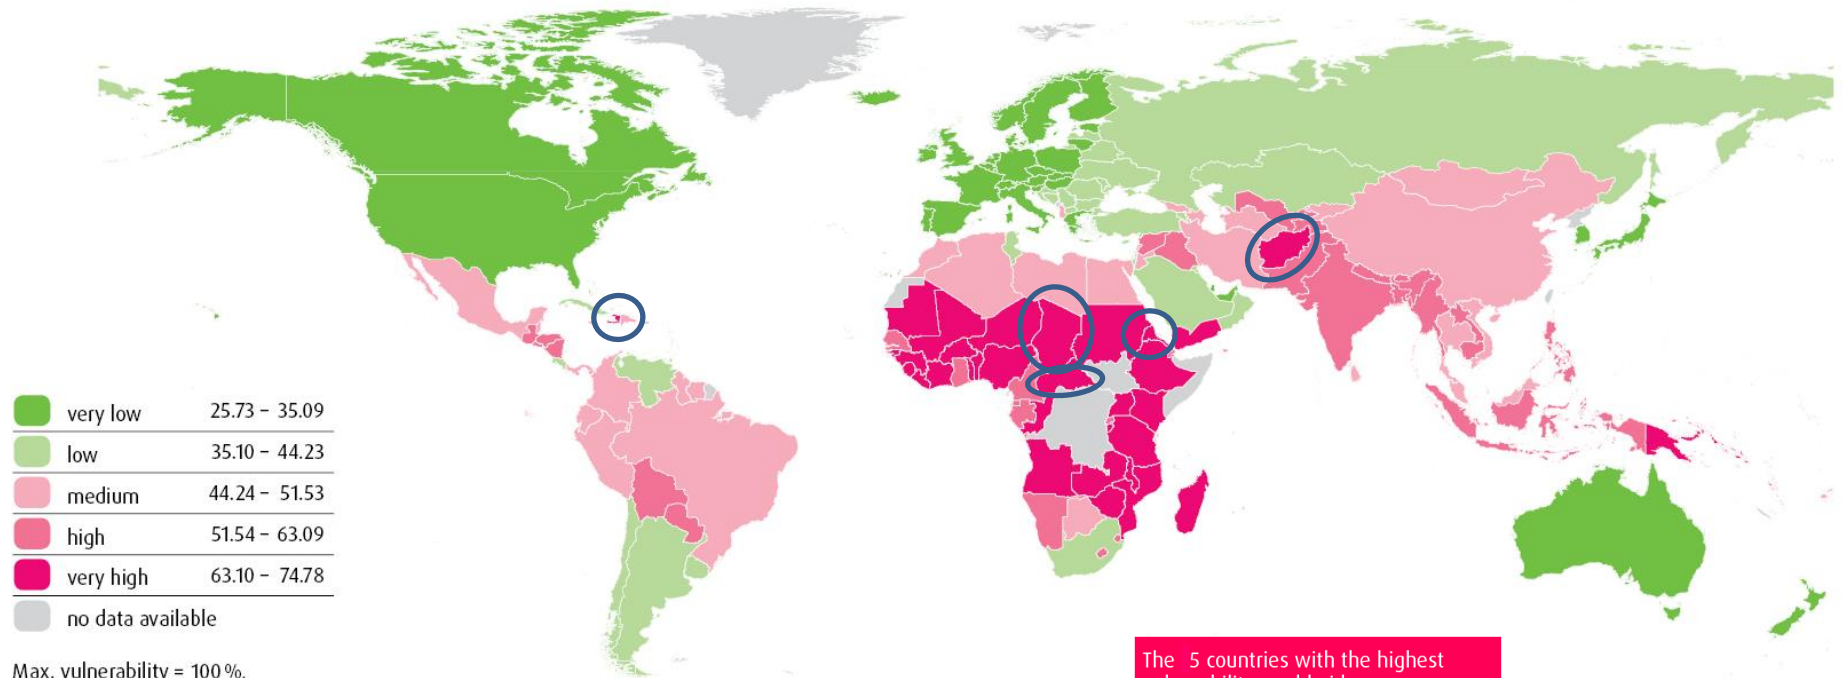 very low 25.73 – 35.09
low 35.10 – 44.23
medium 44.24 – 51.53
high 51.54 – 63.09
very high 63.10 – 74.78
no data available
Max. vulnerability = 100 %.
The 5 countries with the highest